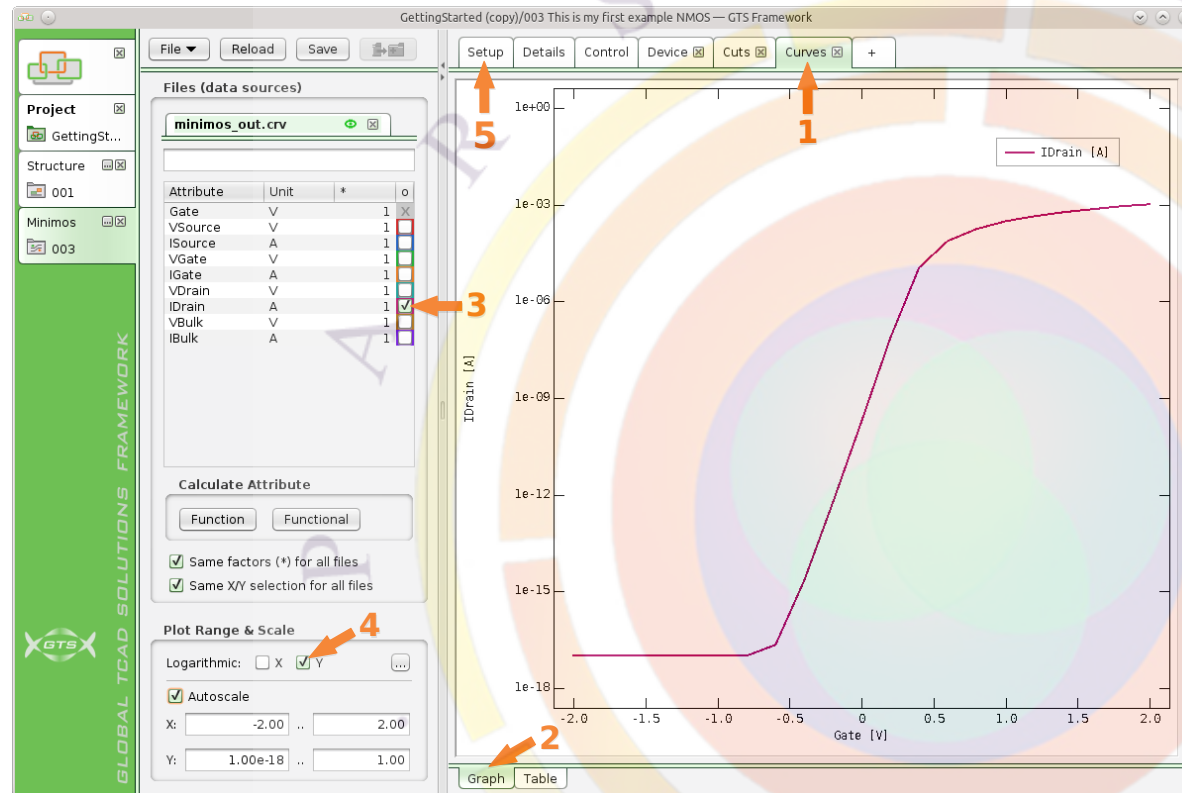 GettingStarted (copy)/003 This is my first example NMOS — GTS Framework
File ▼ Reload Save
Setup Details Control Device Cuts Curves +
5
1
Project
GettingSt...
Structure
001
Minimos
003
GLOBAL TCAD SOLUTIONS FRAMEWORK
GTS
Files (data sources)
minimos_out.crv
Attribute Unit * o
Gate V 1 X
VSource V 1
ISource A 1
VGate V 1
IGate A 1
VDrain V 1
IDrain A 1
VBulk V 1
IBulk A 1
3
Calculate Attribute
Function Functional
Same factors (*) for all files
Same X/Y selection for all files
Plot Range & Scale
4
Logarithmic: X Y ...
Autoscale
X: -2.00 .. 2.00
Y: 1.00e-18 .. 1.00
IDrain [A]
1e+00
1e-03
1e-06
1e-09
1e-12
1e-15
1e-18
IDrain [A]
-2.0 -1.5 -1.0 -0.5 0 0.5 1.0 1.5 2.0
Gate [V]
2
Graph Table
P A R S